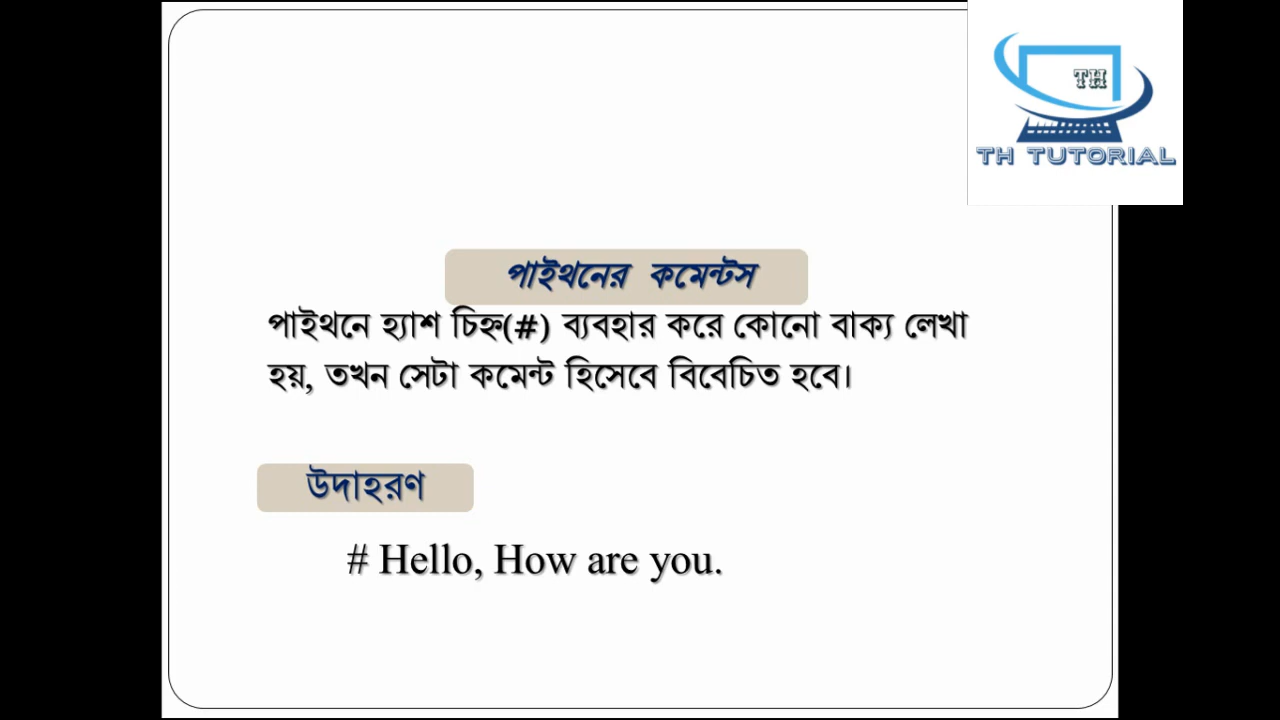 TH
TH TUTORIAL
পাইথনের কমেন্টস
পাইথনে হ্যাশ চিহ্ন(#) ব্যবহার করে কোনো বাক্য লেখা
হয়, তখন সেটা কমেন্ট হিসেবে বিবেচিত হবে।
উদাহরণ
# Hello, How are you.